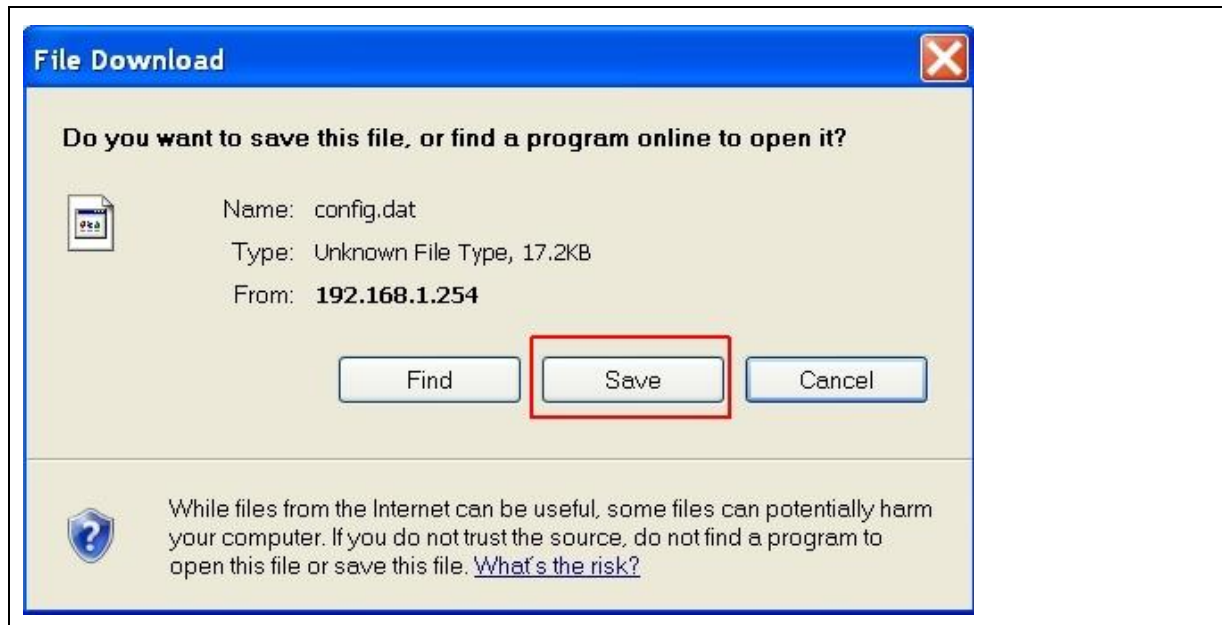 File Download
Do you want to save this file, or find a program online to open it?
Name: config.dat
Type: Unknown File Type, 17.2KB
From: 192.168.1.254
Find Save Cancel
While files from the Internet can be useful, some files can potentially harm
your computer. If you do not trust the source, do not find a program to
open this file or save this file. What's the risk?